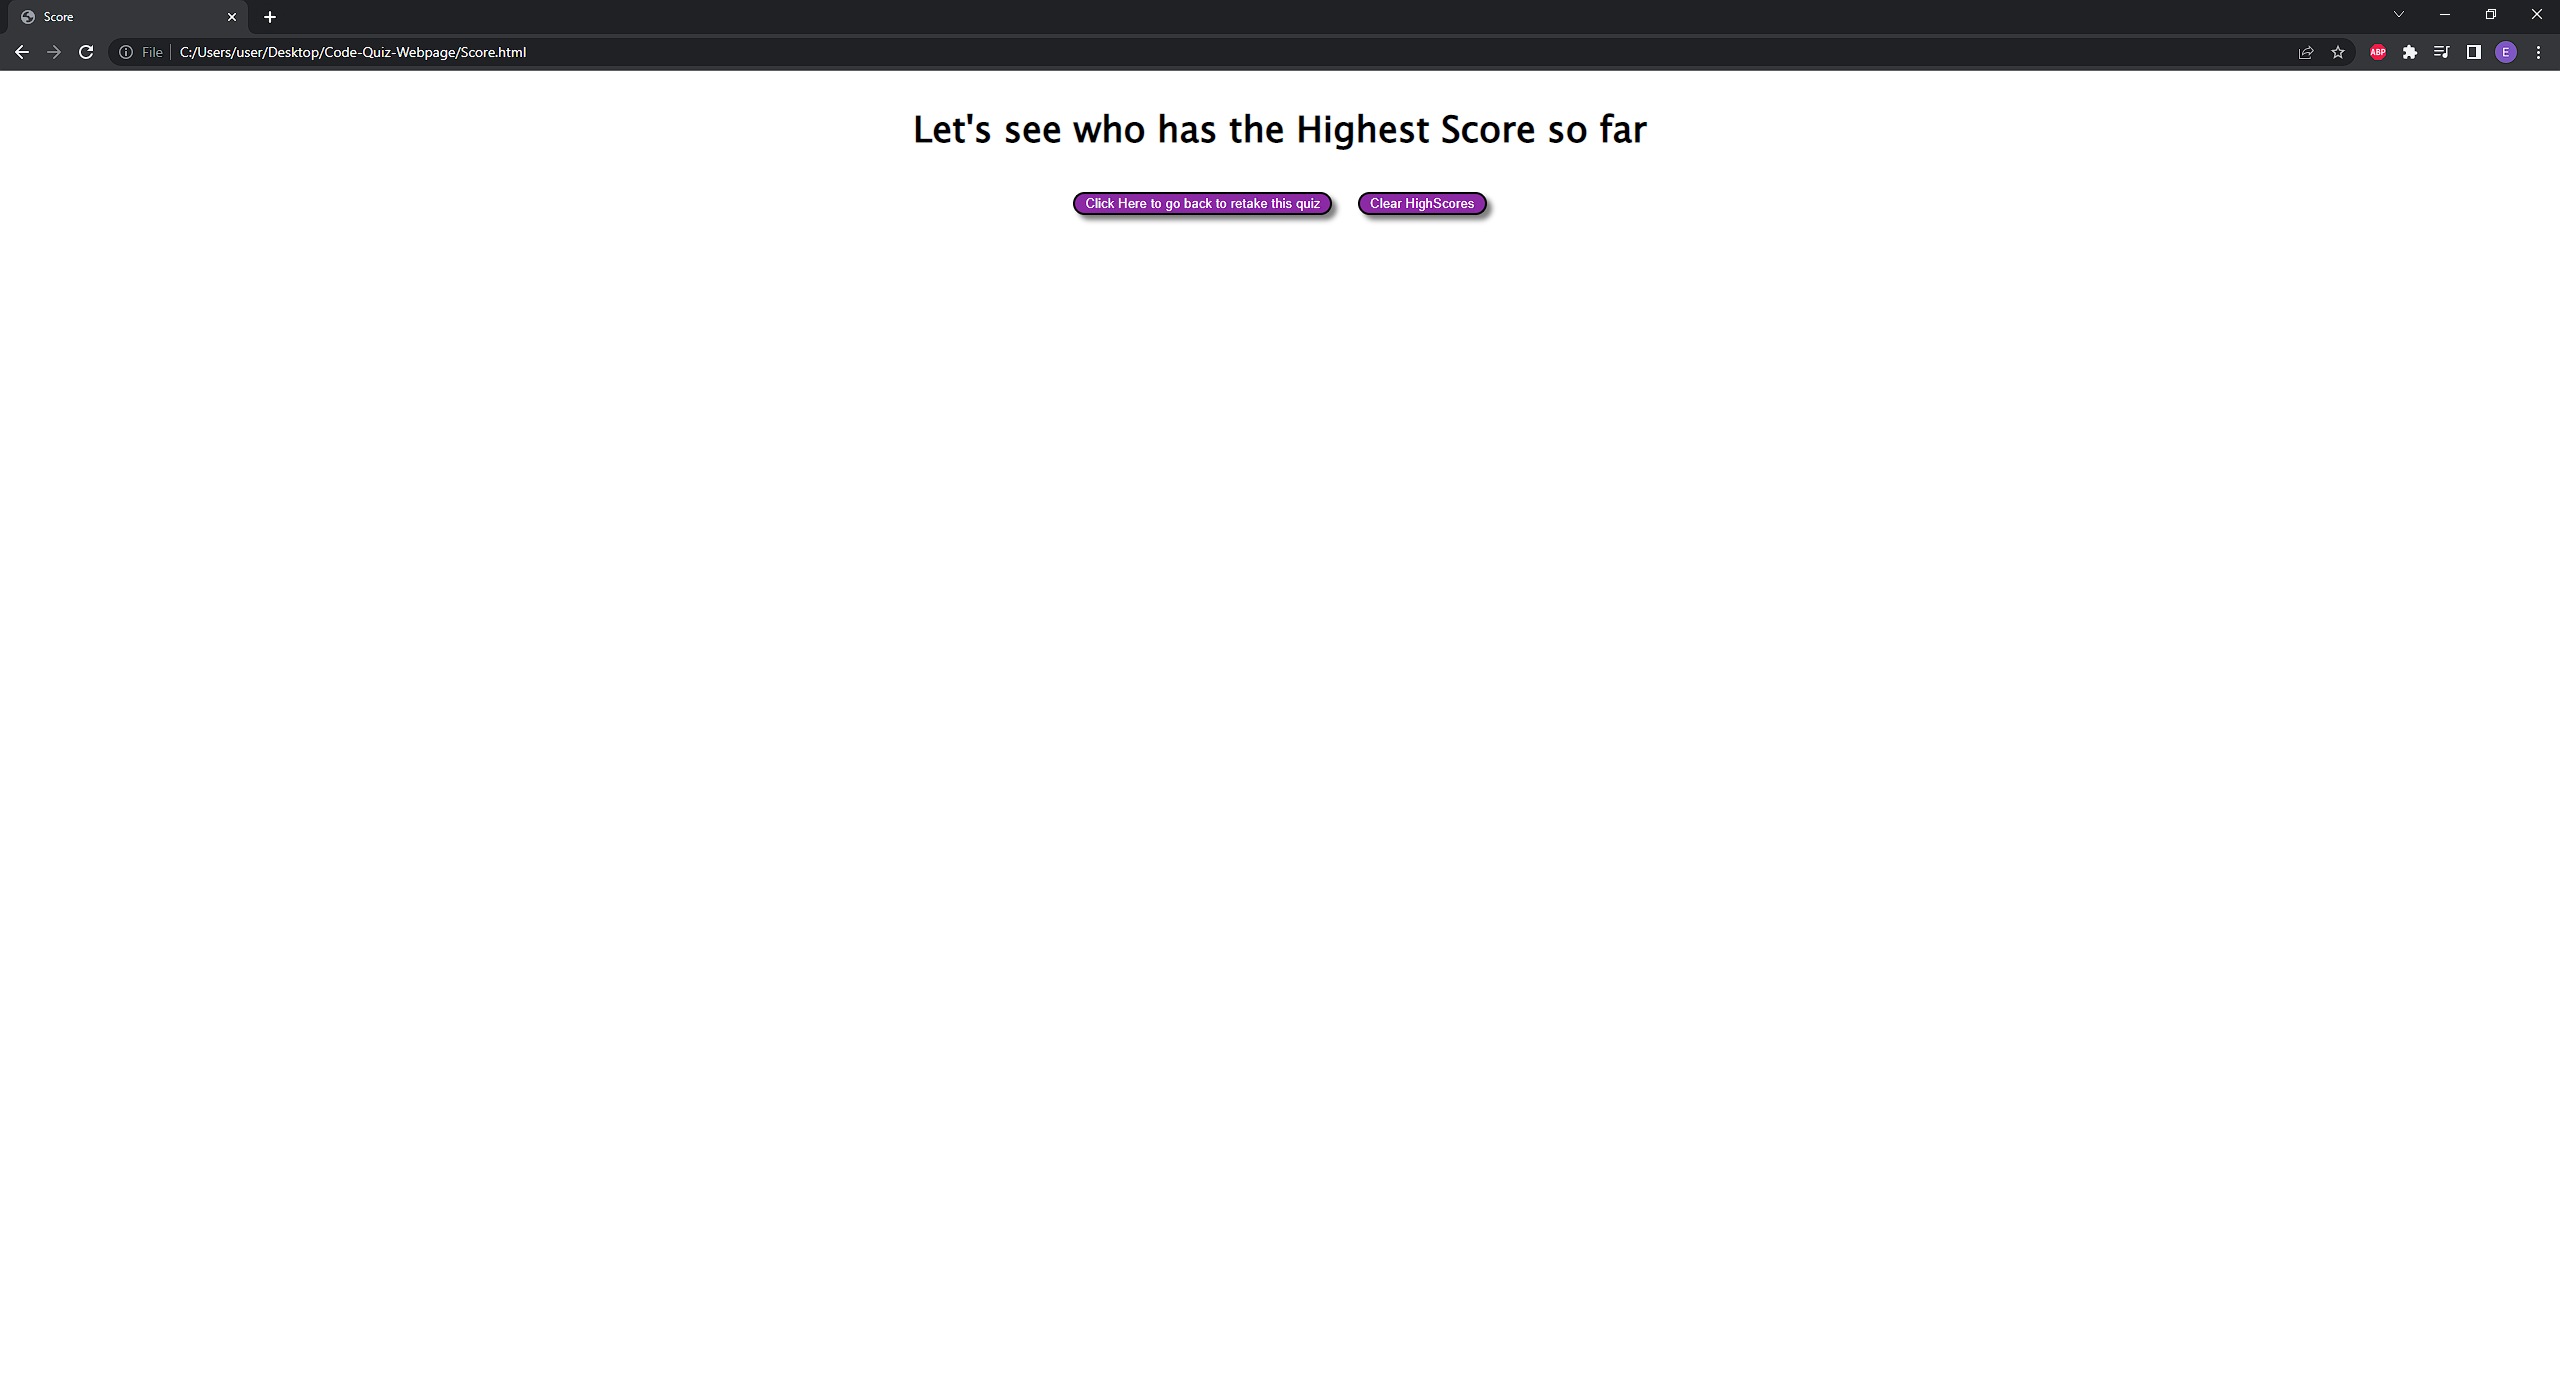 Score
File C:/Users/user/Desktop/Code-Quiz-Webpage/Score.html
ABP
E
Let's see who has the Highest Score so far
Click Here to go back to retake this quiz Clear HighScores